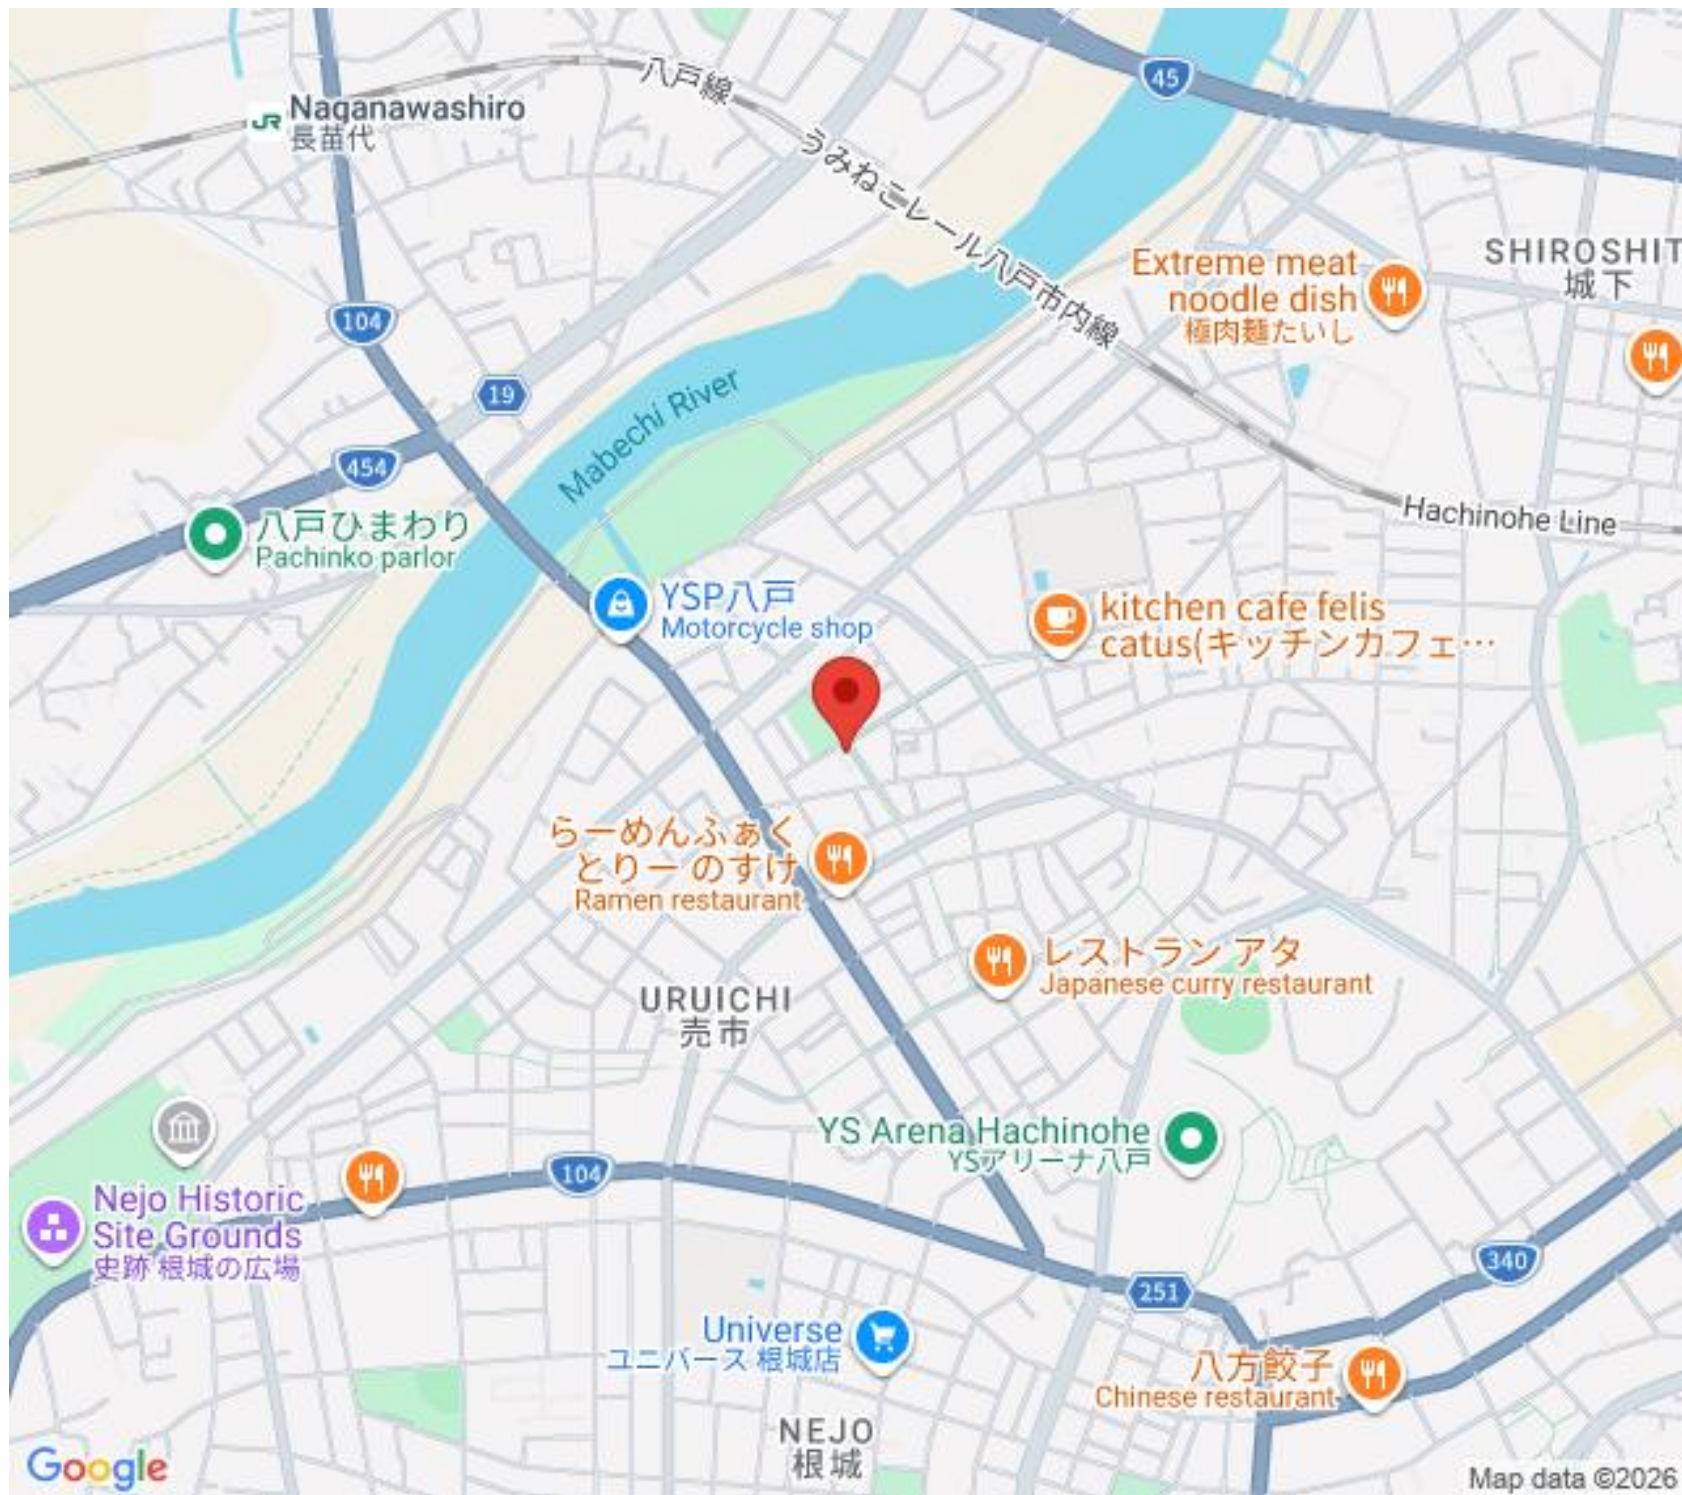 45
八戸線
Naganawashiro
長苗代
うみねこレール八戸市内線
SHIROSHIT
城下
Extreme meat
noodle dish
極肉麺たいし
104
19
Mabechi River
454
Hachinohe Line
八戸ひまわり
Pachinko parlor
YSP八戸
Motorcycle shop
kitchen cafe felis
catus(キッチンカフェ…
らーめんふぁく
とりー のすけ
Ramen restaurant
レストラン アタ
Japanese curry restaurant
URUICHI
売市
YS Arena Hachinohe
YSアリーナ八戸
104
Nejo Historic
Site Grounds
史跡 根城の広場
340
251
Universe
ユニバース 根城店
八方餃子
Chinese restaurant
NEJO
根城
Google
Map data ©2026